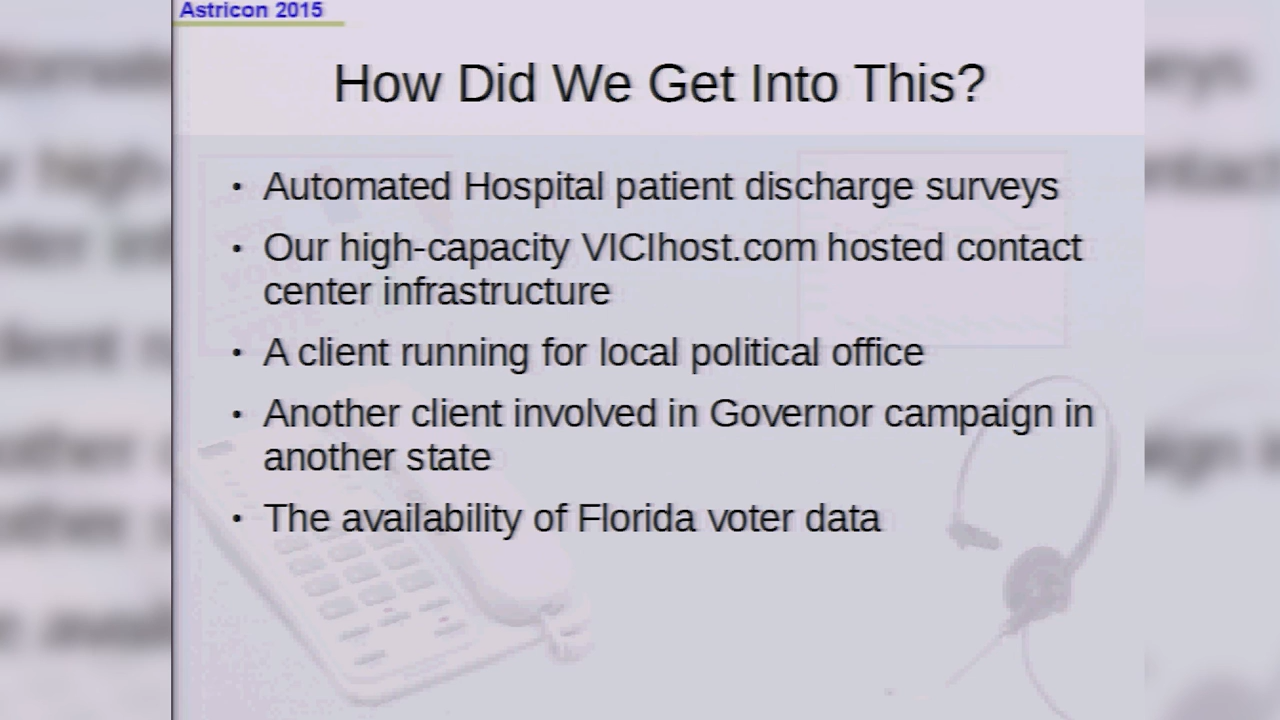 Astricon 2015
How Did We Get Into This?
• Automated Hospital patient discharge surveys
• Our high-capacity VICIhost.com hosted contact
center infrastructure
• A client running for local political office
• Another client involved in Governor campaign in
another state
• The availability of Florida voter data